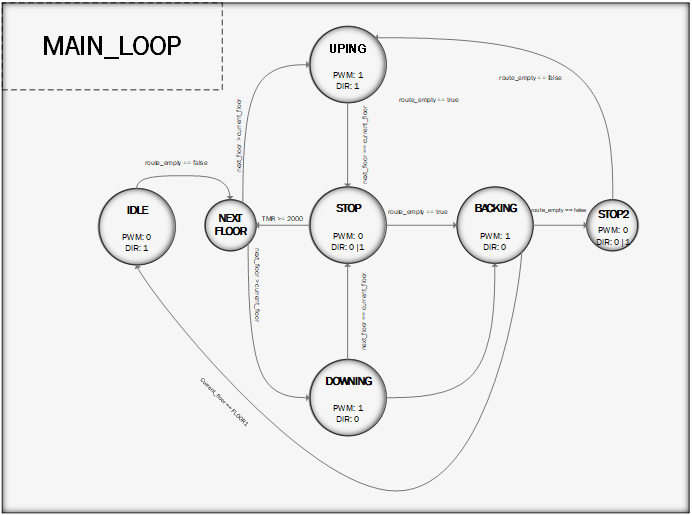 MAIN_LOOP
UPING
PWM: 1
DIR: 1
route_empty == false
route_empty == true
next_floor > current_floor
next_floor == current_floor
route_empty == false
IDLE
PWM: 0
DIR: 1
NEXT
FLOOR
TMR >= 2000
STOP
PWM: 0
DIR: 0 | 1
route_empty == true
BACKING
PWM: 1
DIR: 0
route_empty == false
STOP2
PWM: 0
DIR: 0 | 1
next_floor > current_floor
next_floor == current_floor
DOWNING
PWM: 1
DIR: 0
Current_floor == FLOOR1